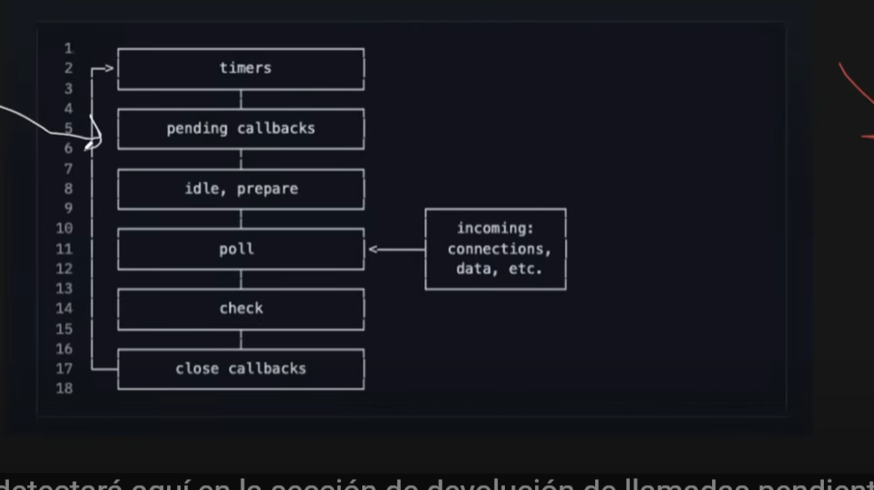 1
2 timers
3
4
5 pending callbacks
6
7
8 idle, prepare
9
10 incoming:
11 poll connections,
12 data, etc.
13
14 check
15
16
17 close callbacks
18
detectará aquí en la sección de devolución de llamadas